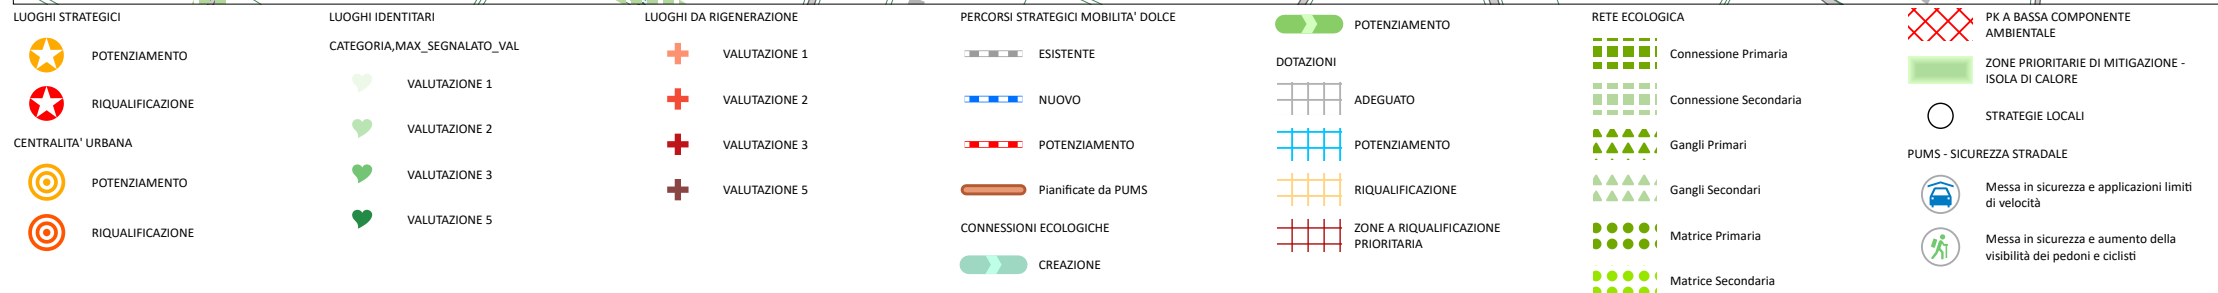 LUOGHI STRATEGICI
POTENZIAMENTO
RIQUALIFICAZIONE
CENTRALITA' URBANA
POTENZIAMENTO
RIQUALIFICAZIONE
LUOGHI IDENTITARI
CATEGORIA,MAX_SEGNALATO_VAL
VALUTAZIONE 1
VALUTAZIONE 2
VALUTAZIONE 3
VALUTAZIONE 5
LUOGHI DA RIGENERAZIONE
VALUTAZIONE 1
VALUTAZIONE 2
VALUTAZIONE 3
VALUTAZIONE 5
PERCORSI STRATEGICI MOBILITA' DOLCE
ESISTENTE
NUOVO
POTENZIAMENTO
Pianificate da PUMS
CONNESSIONI ECOLOGICHE
CREAZIONE
POTENZIAMENTO
DOTAZIONI
ADEGUATO
POTENZIAMENTO
RIQUALIFICAZIONE
ZONE A RIQUALIFICAZIONE
PRIORITARIA
RETE ECOLOGICA
Connessione Primaria
Connessione Secondaria
Gangli Primari
Gangli Secondari
Matrice Primaria
Matrice Secondaria
PK A BASSA COMPONENTE
AMBIENTALE
ZONE PRIORITARIE DI MITIGAZIONE -
ISOLA DI CALORE
STRATEGIE LOCALI
PUMS - SICUREZZA STRADALE
Messa in sicurezza e applicazioni limiti
di velocità
Messa in sicurezza e aumento della
visibilità dei pedoni e ciclisti